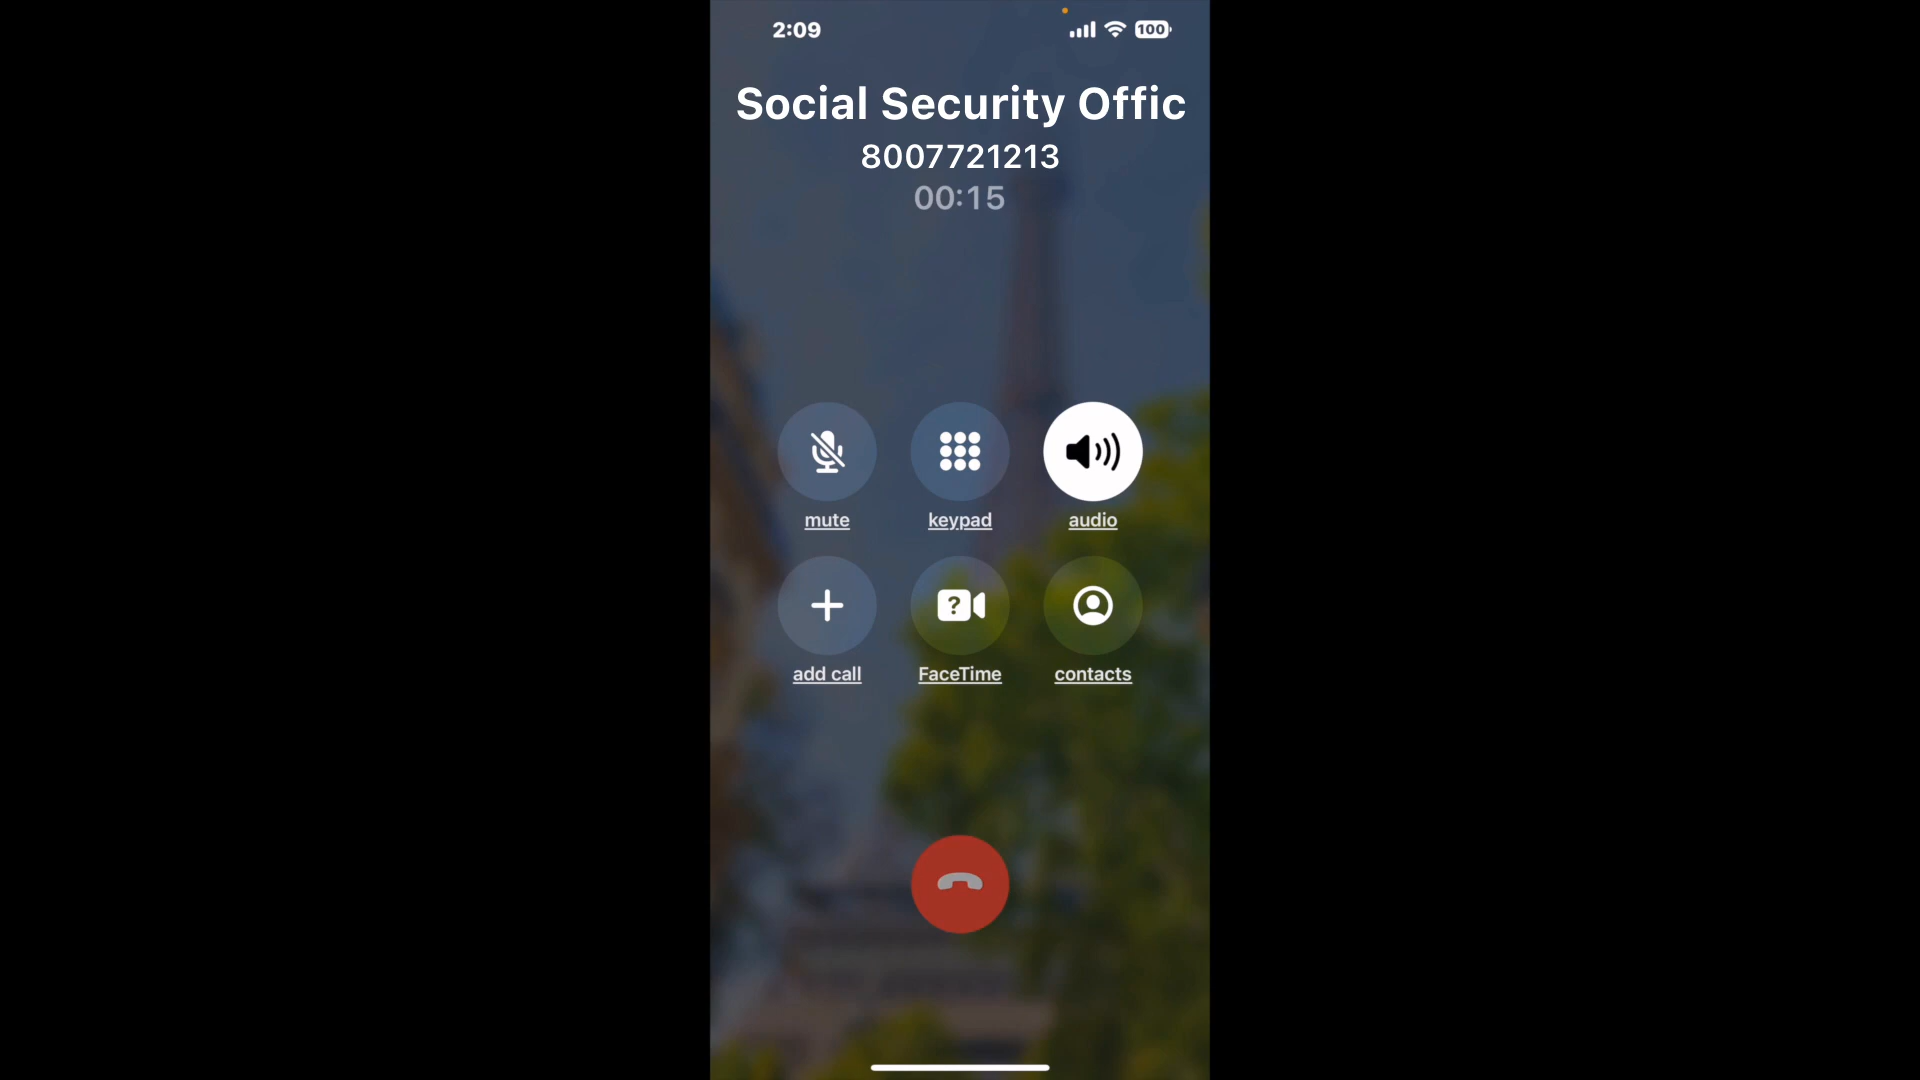 2:09
100
Social Security Offic
8007721213
00:15
mute
keypad
audio
?
add call
FaceTime
contacts